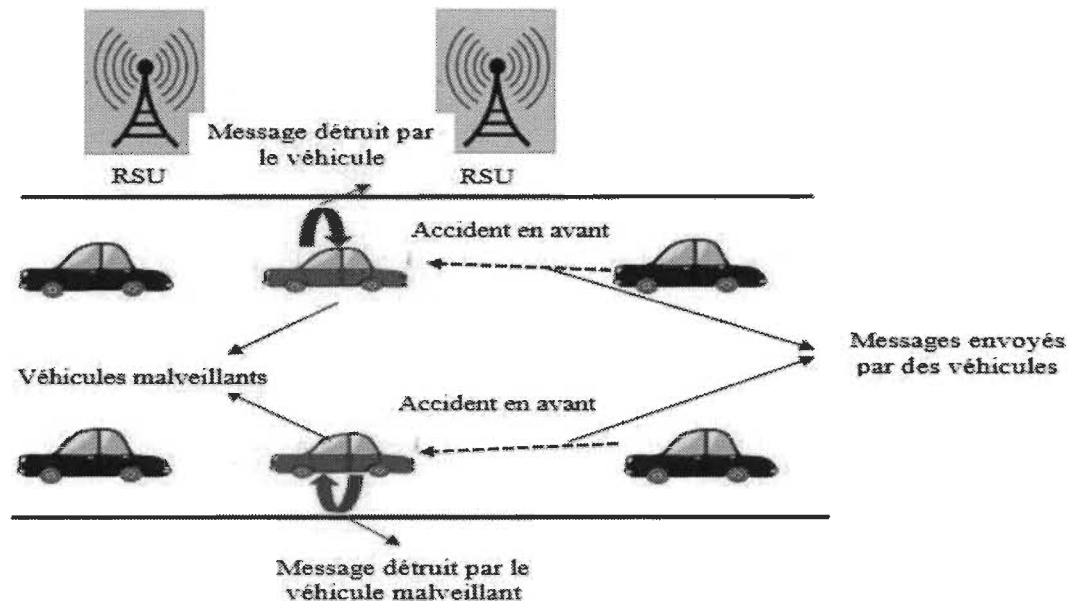 Message détruit par
le véhicule
RSU
RSU
Accident en avant
Messages envoyés
par des véhicules
Véhicules malveillants
Accident en avant
Message détruit par le
véhicule malveillant